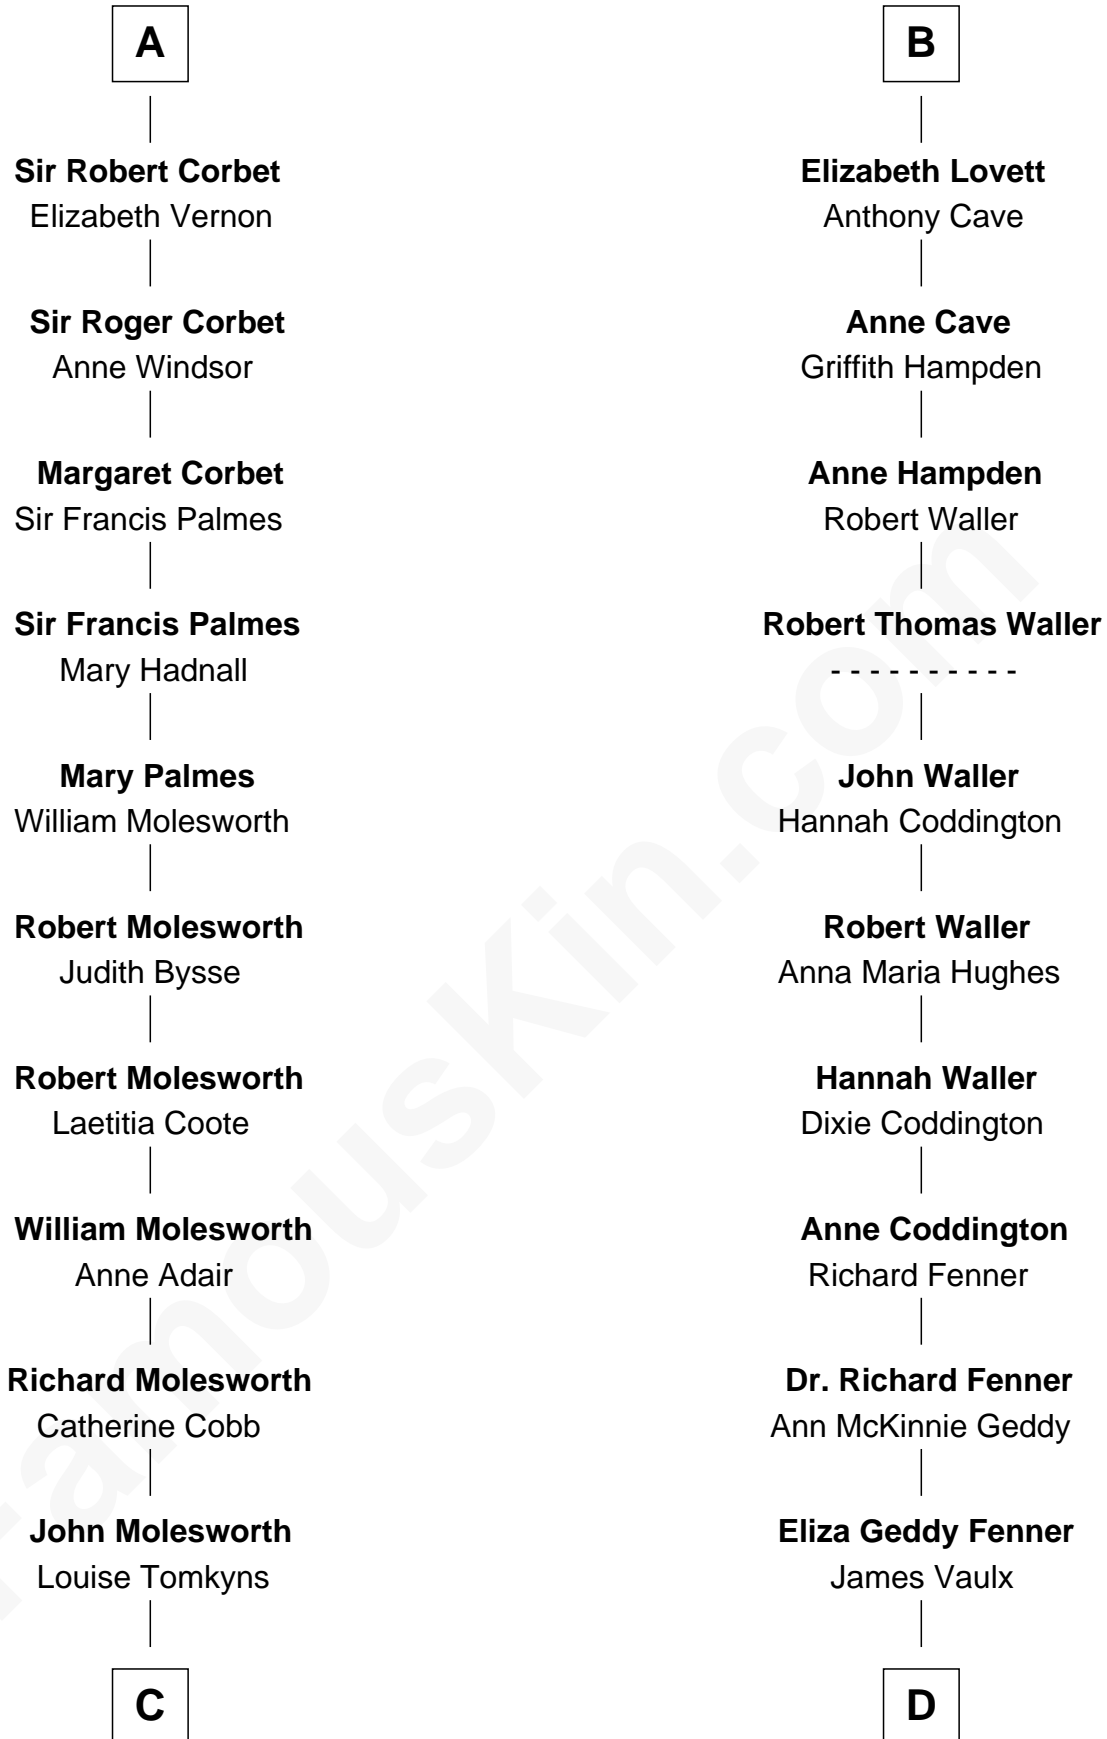 A
Sir Robert Corbet
Elizabeth Vernon
Sir Roger Corbet
Anne Windsor
Margaret Corbet
Sir Francis Palmes
Sir Francis Palmes
Mary Hadnall
Mary Palmes
William Molesworth
Robert Molesworth
Judith Bysse
Robert Molesworth
Laetitia Coote
William Molesworth
Anne Adair
Richard Molesworth
Catherine Cobb
John Molesworth
Louise Tomkyns
C
B
Elizabeth Lovett
Anthony Cave
Anne Cave
Griffith Hampden
Anne Hampden
Robert Waller
Robert Thomas Waller
- - - - - - - - - -
John Waller
Hannah Coddington
Robert Waller
Anna Maria Hughes
Hannah Waller
Dixie Coddington
Anne Coddington
Richard Fenner
Dr. Richard Fenner
Ann McKinnie Geddy
Eliza Geddy Fenner
James Vaulx
D
FamousKin.com